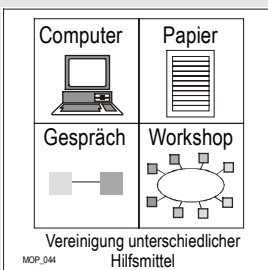 Computer
Papier
Gespräch
Workshop
Vereinigung unterschiedlicher
MOP_044
Hilfsmittel